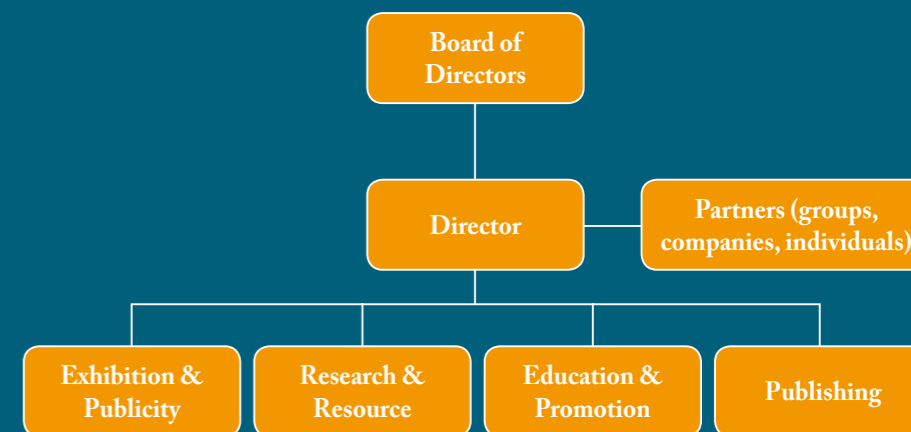 Board of
Directors
Director
Partners (groups,
companies, individuals)
Exhibition &
Publicity
Research &
Resource
Education &
Promotion
Publishing